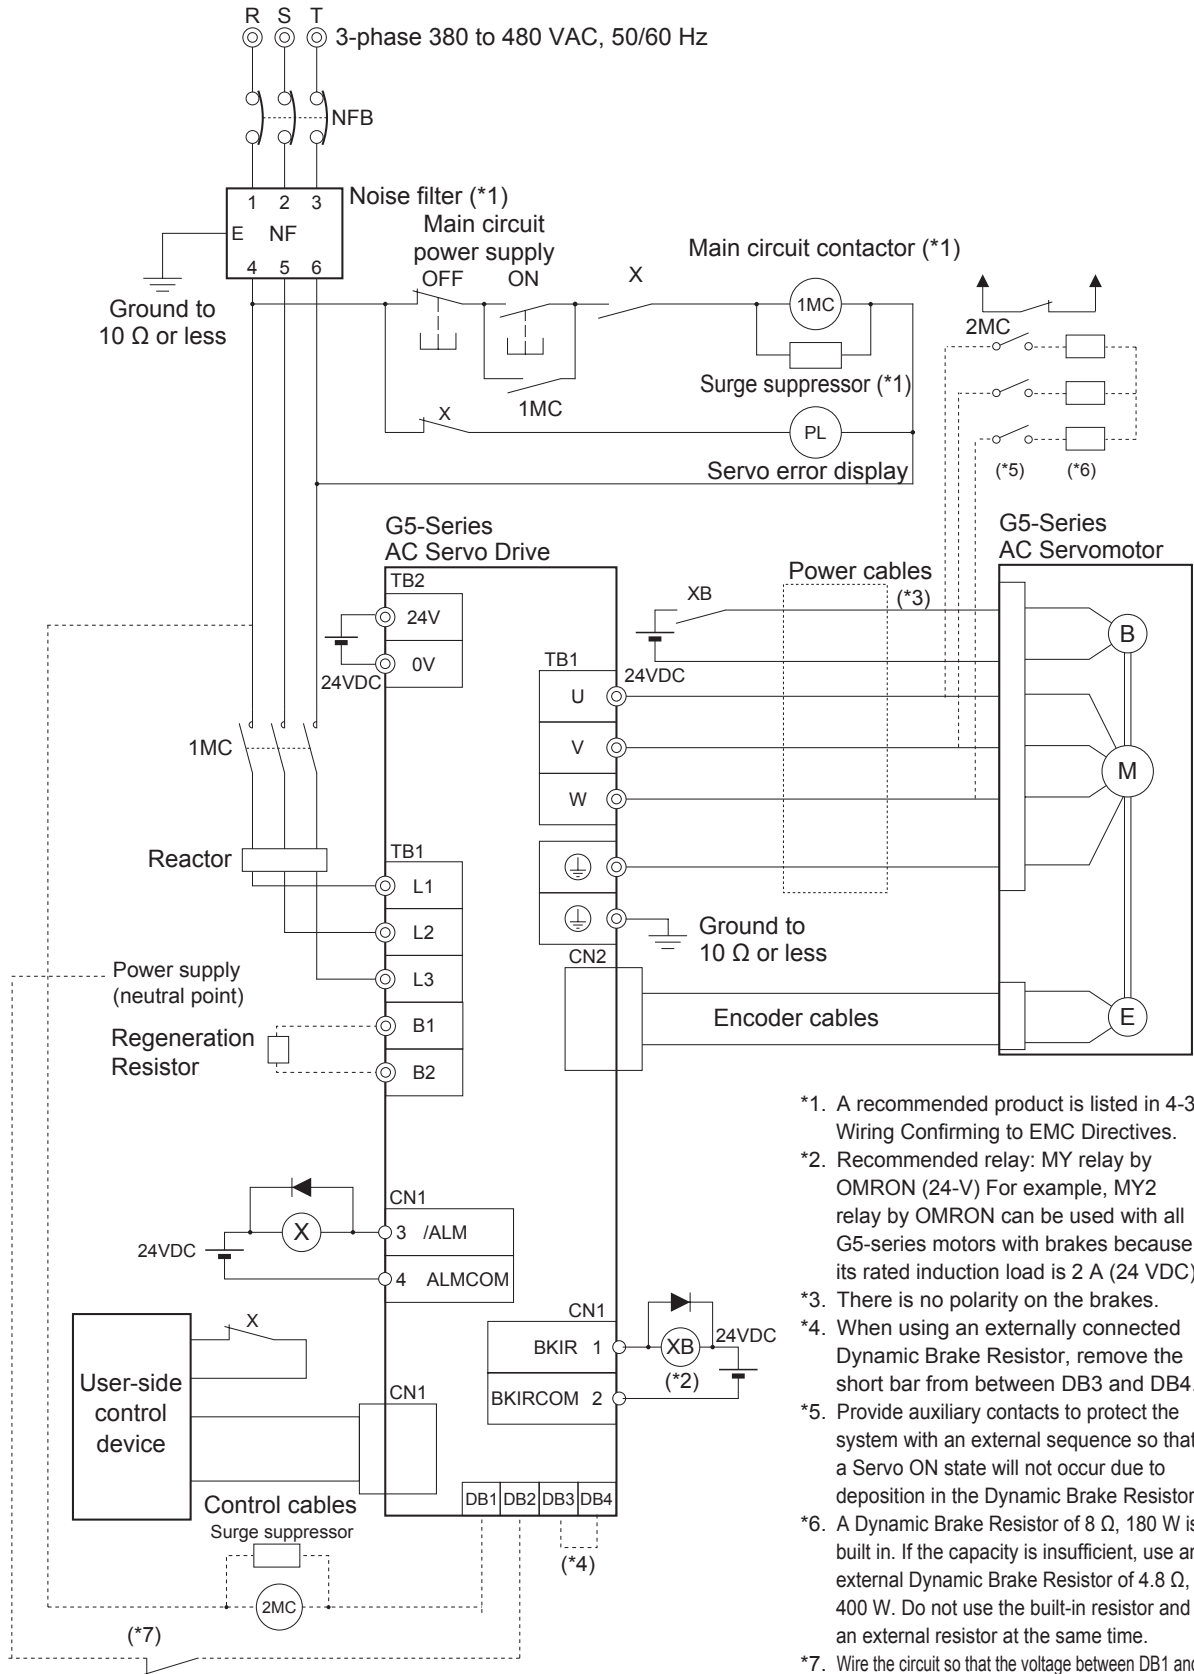 R S T
3-phase 380 to 480 VAC, 50/60 Hz
NFB
Noise filter (*1)
1 2 3
E NF
4 5 6
Ground to
10 Ω or less
Main circuit
power supply
OFF ON
X
Main circuit contactor (*1)
1MC
Surge suppressor (*1)
1MC
X
PL
Servo error display
2MC
(*5) (*6)
G5-Series
AC Servo Drive
G5-Series
AC Servomotor
TB2
24V
0V
24VDC
XB
24VDC
Power cables
(*3)
B
TB1
U
V
W
M
1MC
Reactor
TB1
L1
L2
L3
B1
B2
Ground to
10 Ω or less
Power supply
(neutral point)
Regeneration
Resistor
CN2
Encoder cables
E
CN1
X
3 /ALM
24VDC
4 ALMCOM
CN1
BKIR 1
XB
24VDC
(*2)
BKIRCOM 2
User-side
control
device
X
CN1
Control cables
DB1 DB2 DB3 DB4
(*4)
Surge suppressor
2MC
(*7)
*1. A recommended product is listed in 4-3
Wiring Confirming to EMC Directives.
*2. Recommended relay: MY relay by
OMRON (24-V) For example, MY2
relay by OMRON can be used with all
G5-series motors with brakes because
its rated induction load is 2 A (24 VDC)
*3. There is no polarity on the brakes.
*4. When using an externally connected
Dynamic Brake Resistor, remove the
short bar from between DB3 and DB4.
*5. Provide auxiliary contacts to protect the
system with an external sequence so that
a Servo ON state will not occur due to
deposition in the Dynamic Brake Resistor
*6. A Dynamic Brake Resistor of 8 Ω, 180 W is
built in. If the capacity is insufficient, use an
external Dynamic Brake Resistor of 4.8 Ω,
400 W. Do not use the built-in resistor and
an external resistor at the same time.
*7. Wire the circuit so that the voltage between DB1 and